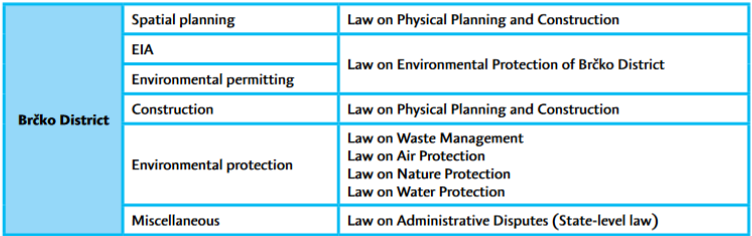 Brčko District
Spatial planning
Law on Physical Planning and Construction
EIA
Environmental permitting
Law on Environmental Protection of Brčko District
Construction
Law on Physical Planning and Construction
Environmental protection
Law on Waste Management
Law on Air Protection
Law on Nature Protection
Law on Water Protection
Miscellaneous
Law on Administrative Disputes (State-level law)